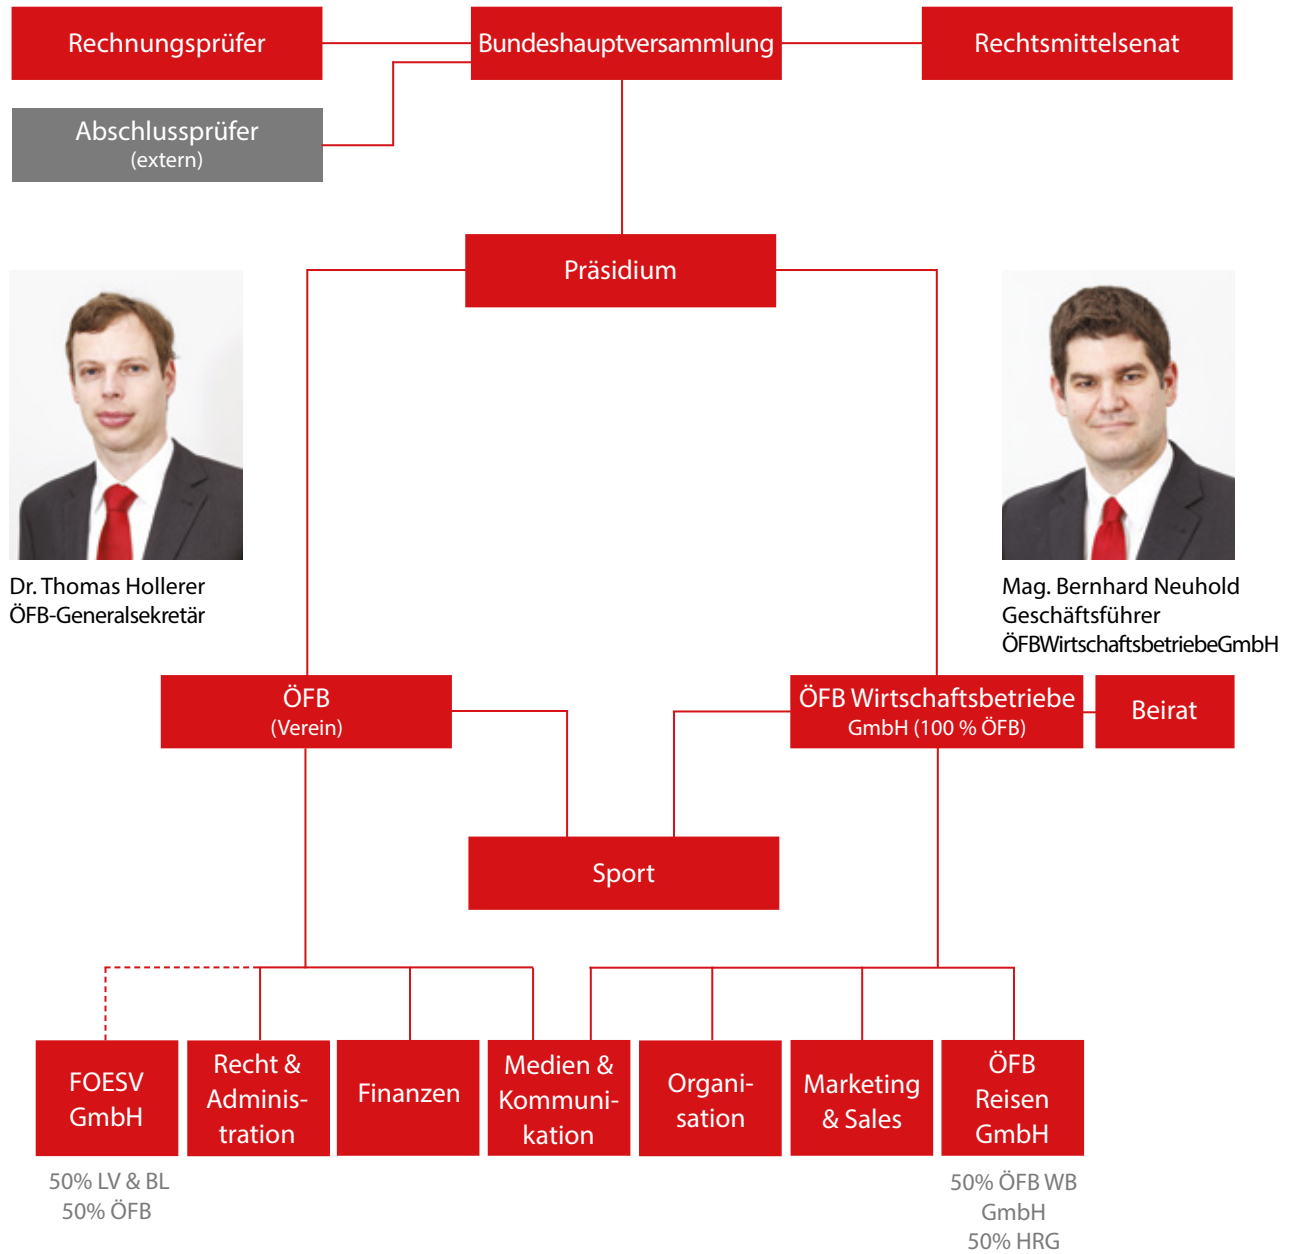 Rechnungsprüfer
Bundeshauptversammlung
Rechtsmittelsenat
Abschlussprüfer
(extern)
Präsidium
Dr. Thomas Hollerer
ÖFB-Generalsekretär
Mag. Bernhard Neuhold
Geschäftsführer
ÖFBWirtschaftsbetriebeGmbH
ÖFB
(Verein)
ÖFB Wirtschaftsbetriebe
GmbH (100 % ÖFB)
Beirat
Sport
FOESV
GmbH
Recht &
Adminis-
tration
Finanzen
Medien &
Kommuni-
kation
Organi-
sation
Marketing
& Sales
ÖFB
Reisen
GmbH
50% LV & BL
50% ÖFB
50% ÖFB WB
GmbH
50% HRG